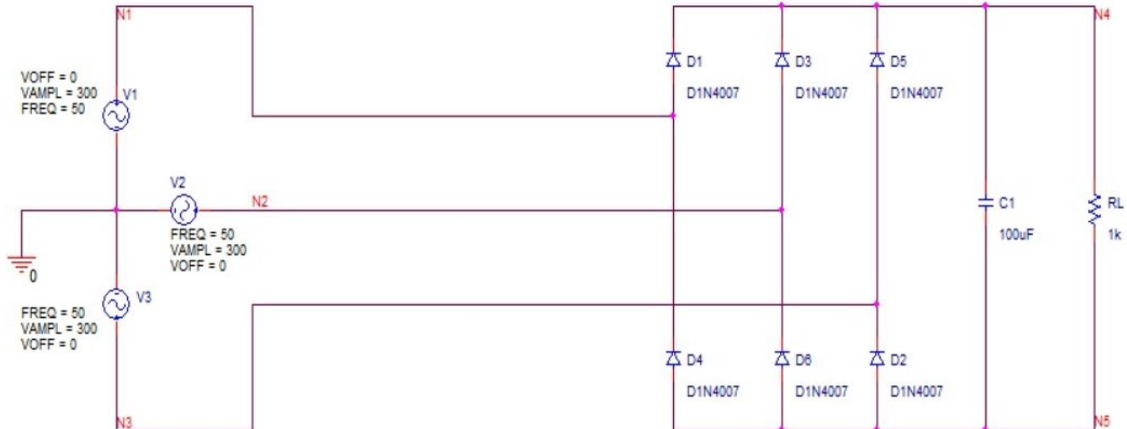 N1
N4
VOFF = 0
VAMPL = 300
FREQ = 50
V1
D1
D1N4007
D3
D1N4007
D5
D1N4007
V2
N2
FREQ = 50
VAMPL = 300
VOFF = 0
C1
100uF
RL
1k
0
V3
FREQ = 50
VAMPL = 300
VOFF = 0
D4
D1N4007
D6
D1N4007
D2
D1N4007
N3
N5